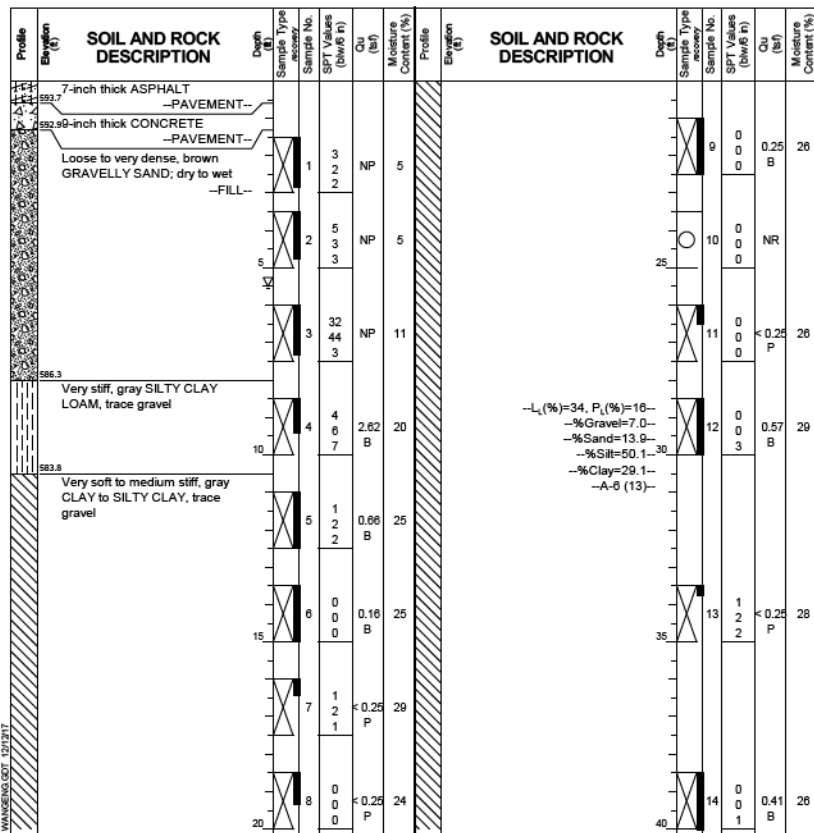 Profile
Elevation (ft)
SOIL AND ROCK DESCRIPTION
Depth (ft)
Sample Type
recovery
Sample No.
SPT Values (blw/6 in)
Qu (tsf)
Moisture Content (%)
Profile
Elevation (ft)
SOIL AND ROCK DESCRIPTION
Depth (ft)
Sample Type
recovery
Sample No.
SPT Values (blw/6 in)
Qu (tsf)
Moisture Content (%)
7-inch thick ASPHALT
593.7
--PAVEMENT--
592.9 9-inch thick CONCRETE
--PAVEMENT--
Loose to very dense, brown
GRAVELLY SAND; dry to wet
--FILL--
1
3
2
2
NP
5
2
5
3
3
NP
5
5
3
32
44
3
NP
11
586.3
Very stiff, gray SILTY CLAY
LOAM, trace gravel
4
4
6
7
2.62
B
20
10
583.8
Very soft to medium stiff, gray
CLAY to SILTY CLAY, trace
gravel
5
1
2
2
0.66
B
25
6
0
0
0
0.16
B
25
15
7
1
2
1
< 0.25
P
29
8
0
0
0
< 0.25
P
24
20
9
0
0
0
0.25
B
26
10
0
0
0
NR
25
11
0
0
0
< 0.25
P
26
--LL(%)=34, PL(%)=16--
--%Gravel=7.0--
--%Sand=13.9--
--%Silt=50.1--
--%Clay=29.1--
--A-6 (13)--
12
0
0
3
0.57
B
29
30
13
1
2
2
< 0.25
P
28
35
14
0
0
1
0.41
B
26
40
WANGENG.GDT 12/12/17